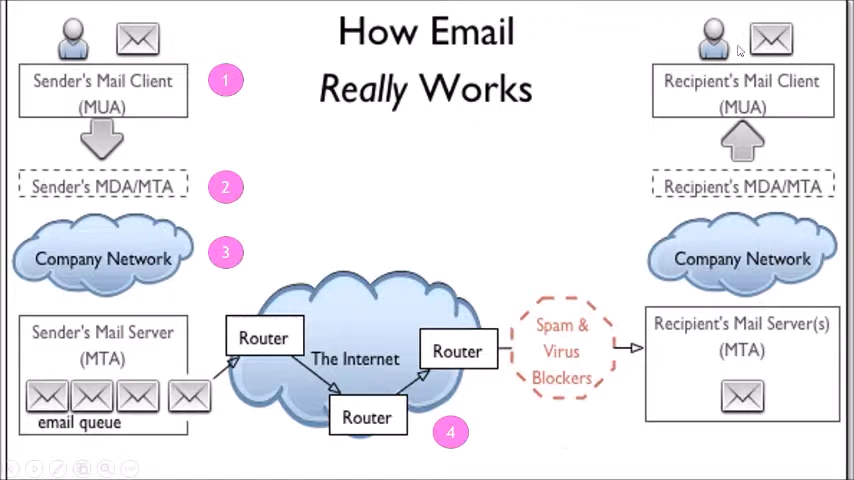 How Email
Really Works
Sender's Mail Client
(MUA)
1
Sender's MDA/MTA
2
Company Network
3
Sender's Mail Server
(MTA)
email queue
Router
The Internet
Router
Router
4
Spam &
Virus
Blockers
Recipient's Mail Client
(MUA)
Recipient's MDA/MTA
Company Network
Recipient's Mail Server(s)
(MTA)